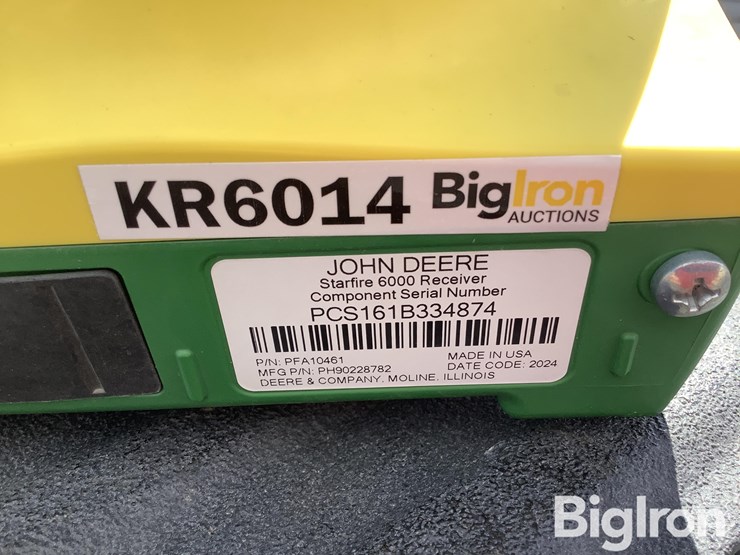 KR6014 BigIron
AUCTIONS
JOHN DEERE
Starfire 6000 Receiver
Component Serial Number
PCS161B334874
P/N: PFA10461 MADE IN USA
MFG P/N: PH90228782 DATE CODE: 2024
DEERE & COMPANY, MOLINE, ILLINOIS
BigIron